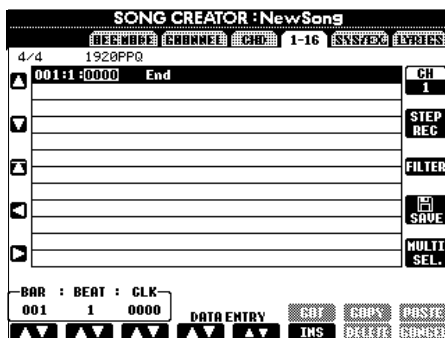 SONG CREATOR : NewSong
REC MODE CHANNEL CHD 1-16 SYS/EX. LYRICS
4/4 1920PPQ
001:1:0000 End
CH
1
STEP
REC
FILTER
SAVE
MULTI
SEL.
BAR : BEAT : CLK
001 1 0000
DATA ENTRY
CUT COPY PASTE
INS DELETE CANCEL